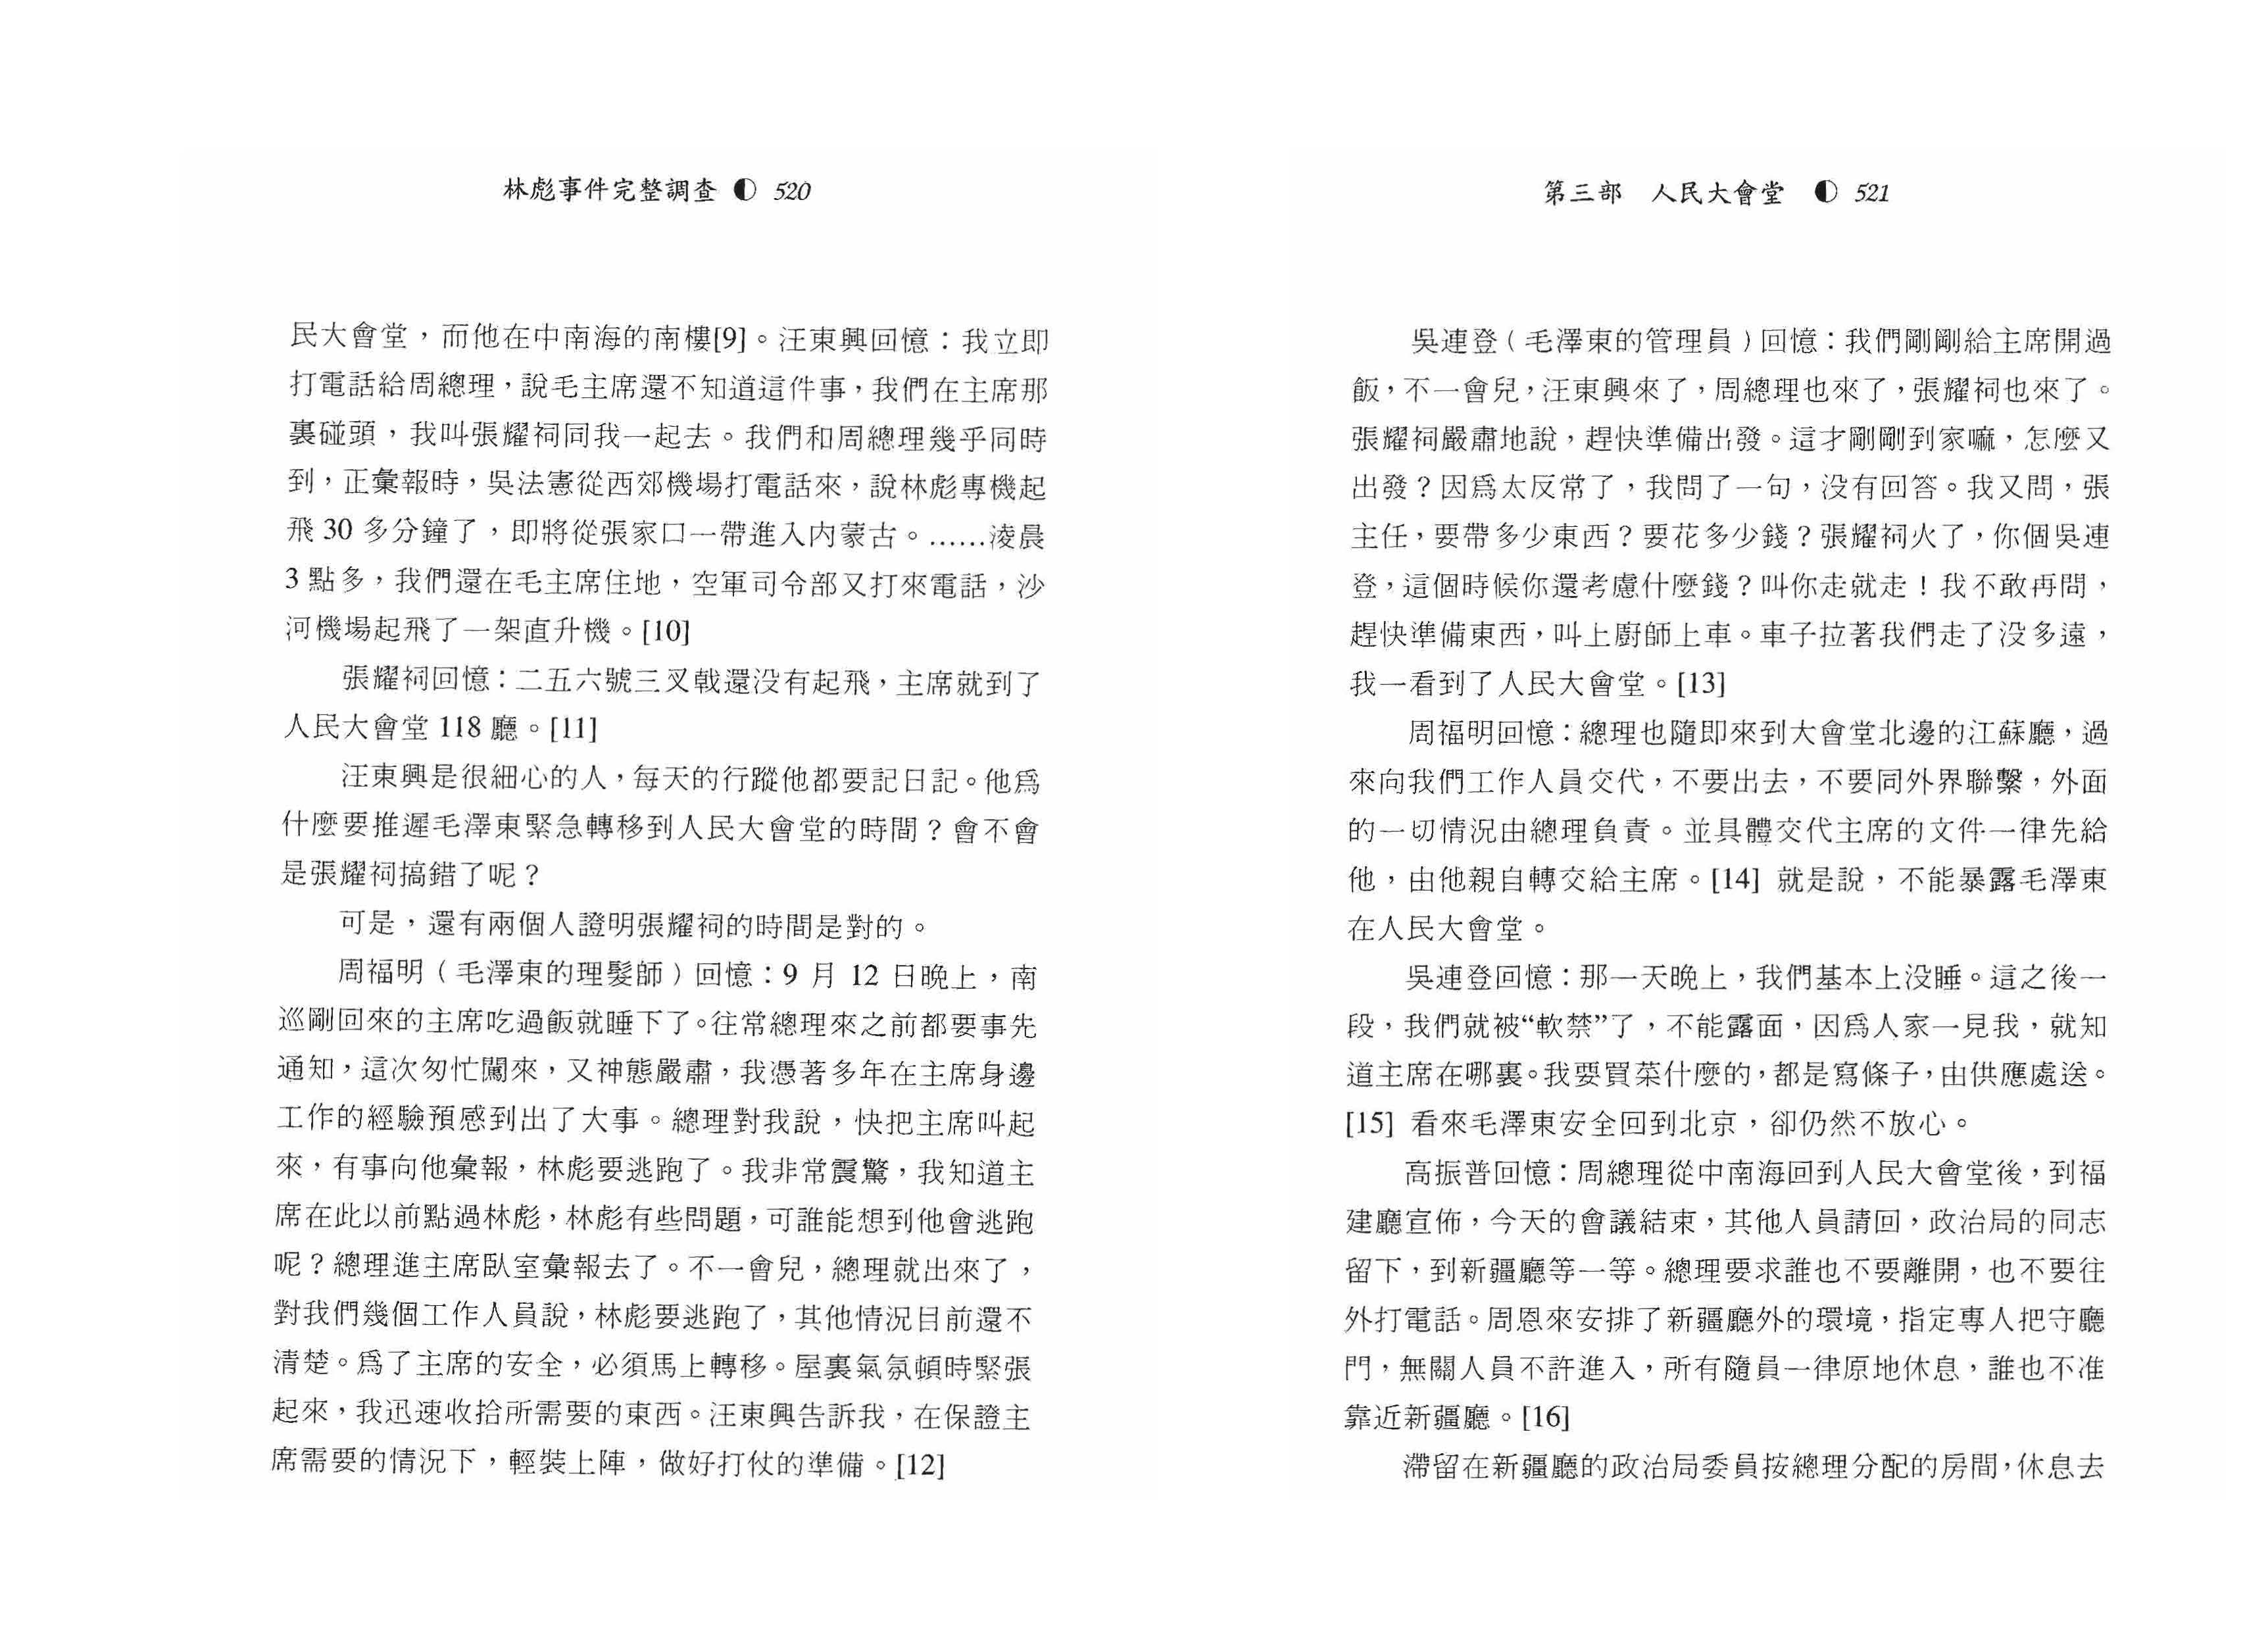 林彪事件完整調查 ◐ 520
民大會堂，而他在中南海的南樓[9]。汪東興回憶：我立即
打電話給周總理，說毛主席還不知道這件事，我們在主席那
裏碰頭，我叫張耀祠同我一起去。我們和周總理幾乎同時
到，正彙報時，吳法憲從西郊機場打電話來，說林彪專機起
飛 30 多分鐘了，即將從張家口一帶進入內蒙古。……淩晨
3 點多，我們還在毛主席住地，空軍司令部又打來電話，沙
河機場起飛了一架直升機。[10]
張耀祠回憶：二五六號三叉戟還没有起飛，主席就到了
人民大會堂 118 廳。[11]
汪東興是很細心的人，每天的行蹤他都要記日記。他爲
什麼要推遲毛澤東緊急轉移到人民大會堂的時間？會不會
是張耀祠搞錯了呢？
可是，還有兩個人證明張耀祠的時間是對的。
周福明（毛澤東的理髮師）回憶：9 月 12 日晚上，南
巡剛回來的主席吃過飯就睡下了。往常總理來之前都要事先
通知，這次匆忙闖來，又神態嚴肅，我憑著多年在主席身邊
工作的經驗預感到出了大事。總理對我說，快把主席叫起
來，有事向他彙報，林彪要逃跑了。我非常震驚，我知道主
席在此以前點過林彪，林彪有些問題，可誰能想到他會逃跑
呢？總理進主席臥室彙報去了。不一會兒，總理就出來了，
對我們幾個工作人員說，林彪要逃跑了，其他情況目前還不
清楚。爲了主席的安全，必須馬上轉移。屋裏氣氛頓時緊張
起來，我迅速收拾所需要的東西。汪東興告訴我，在保證主
席需要的情況下，輕裝上陣，做好打仗的準備。[12]
第三部　人民大會堂 ◐ 521
吳連登（毛澤東的管理員）回憶：我們剛剛給主席開過
飯，不一會兒，汪東興來了，周總理也來了，張耀祠也來了。
張耀祠嚴肅地說，趕快準備出發。這才剛剛到家嘛，怎麼又
出發？因爲太反常了，我問了一句，没有回答。我又問，張
主任，要帶多少東西？要花多少錢？張耀祠火了，你個吳連
登，這個時候你還考慮什麼錢？叫你走就走！我不敢再問，
趕快準備東西，叫上廚師上車。車子拉著我們走了没多遠，
我一看到了人民大會堂。[13]
周福明回憶：總理也隨即來到大會堂北邊的江蘇廳，過
來向我們工作人員交代，不要出去，不要同外界聯繫，外面
的一切情況由總理負責。並具體交代主席的文件一律先給
他，由他親自轉交給主席。[14] 就是說，不能暴露毛澤東
在人民大會堂。
吳連登回憶：那一天晚上，我們基本上没睡。這之後一
段，我們就被“軟禁”了，不能露面，因爲人家一見我，就知
道主席在哪裏。我要買菜什麼的，都是寫條子，由供應處送。
[15] 看來毛澤東安全回到北京，卻仍然不放心。
高振普回憶：周總理從中南海回到人民大會堂後，到福
建廳宣佈，今天的會議結束，其他人員請回，政治局的同志
留下，到新疆廳等一等。總理要求誰也不要離開，也不要往
外打電話。周恩來安排了新疆廳外的環境，指定專人把守廳
門，無關人員不許進入，所有隨員一律原地休息，誰也不准
靠近新疆廳。[16]
滯留在新疆廳的政治局委員按總理分配的房間，休息去